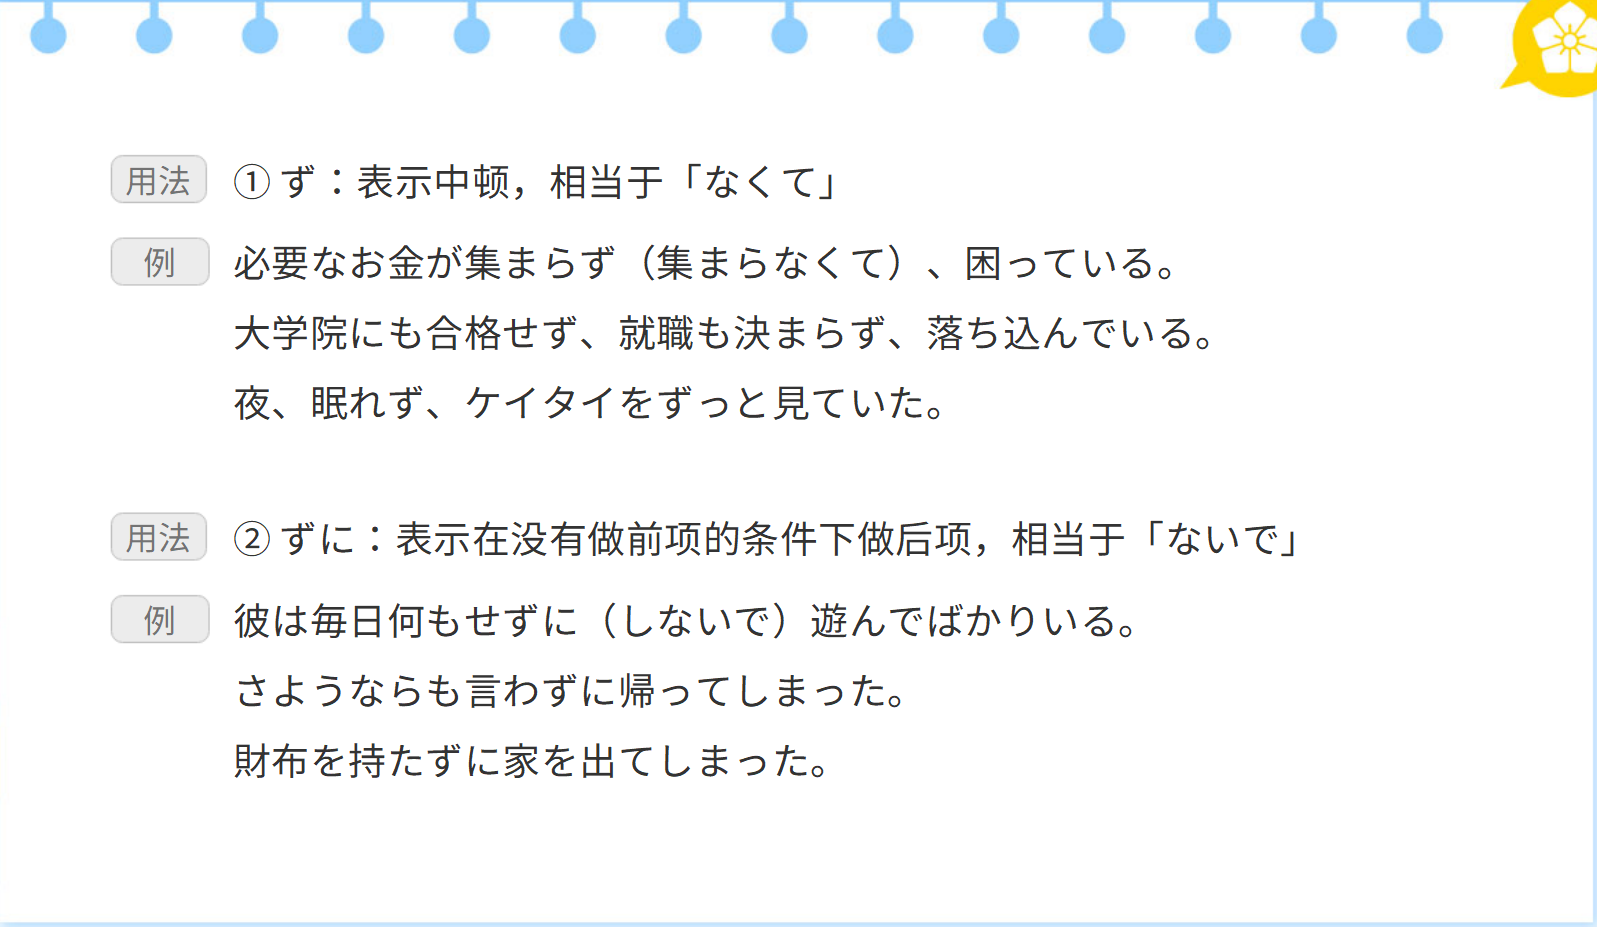 用法 ① ず：表示中顿，相当于「なくて」
例 必要なお金が集まらず（集まらなくて）、困っている。
大学院にも合格せず、就職も決まらず、落ち込んでいる。
夜、眠れず、ケイタイをずっと見ていた。
用法 ② ずに：表示在没有做前项的条件下做后项，相当于「ないで」
例 彼は毎日何もせずに（しないで）遊んでばかりいる。
さようならも言わずに帰ってしまった。
財布を持たずに家を出てしまった。